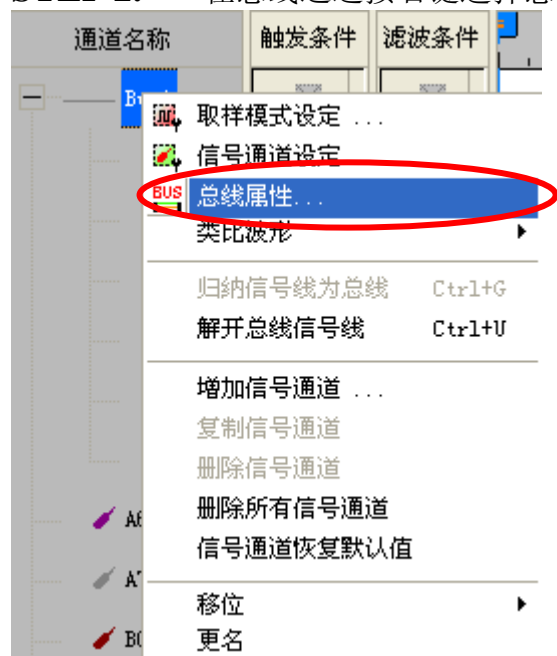 通道名称 触发条件 滤波条件
取样模式设定 ...
信号通道设定
BUS 总线属性...
类比波形
归纳信号线为总线 Ctrl+G
解开总线信号线 Ctrl+U
增加信号通道 ...
复制信号通道
删除信号通道
删除所有信号通道
信号通道恢复默认值
移位
更名